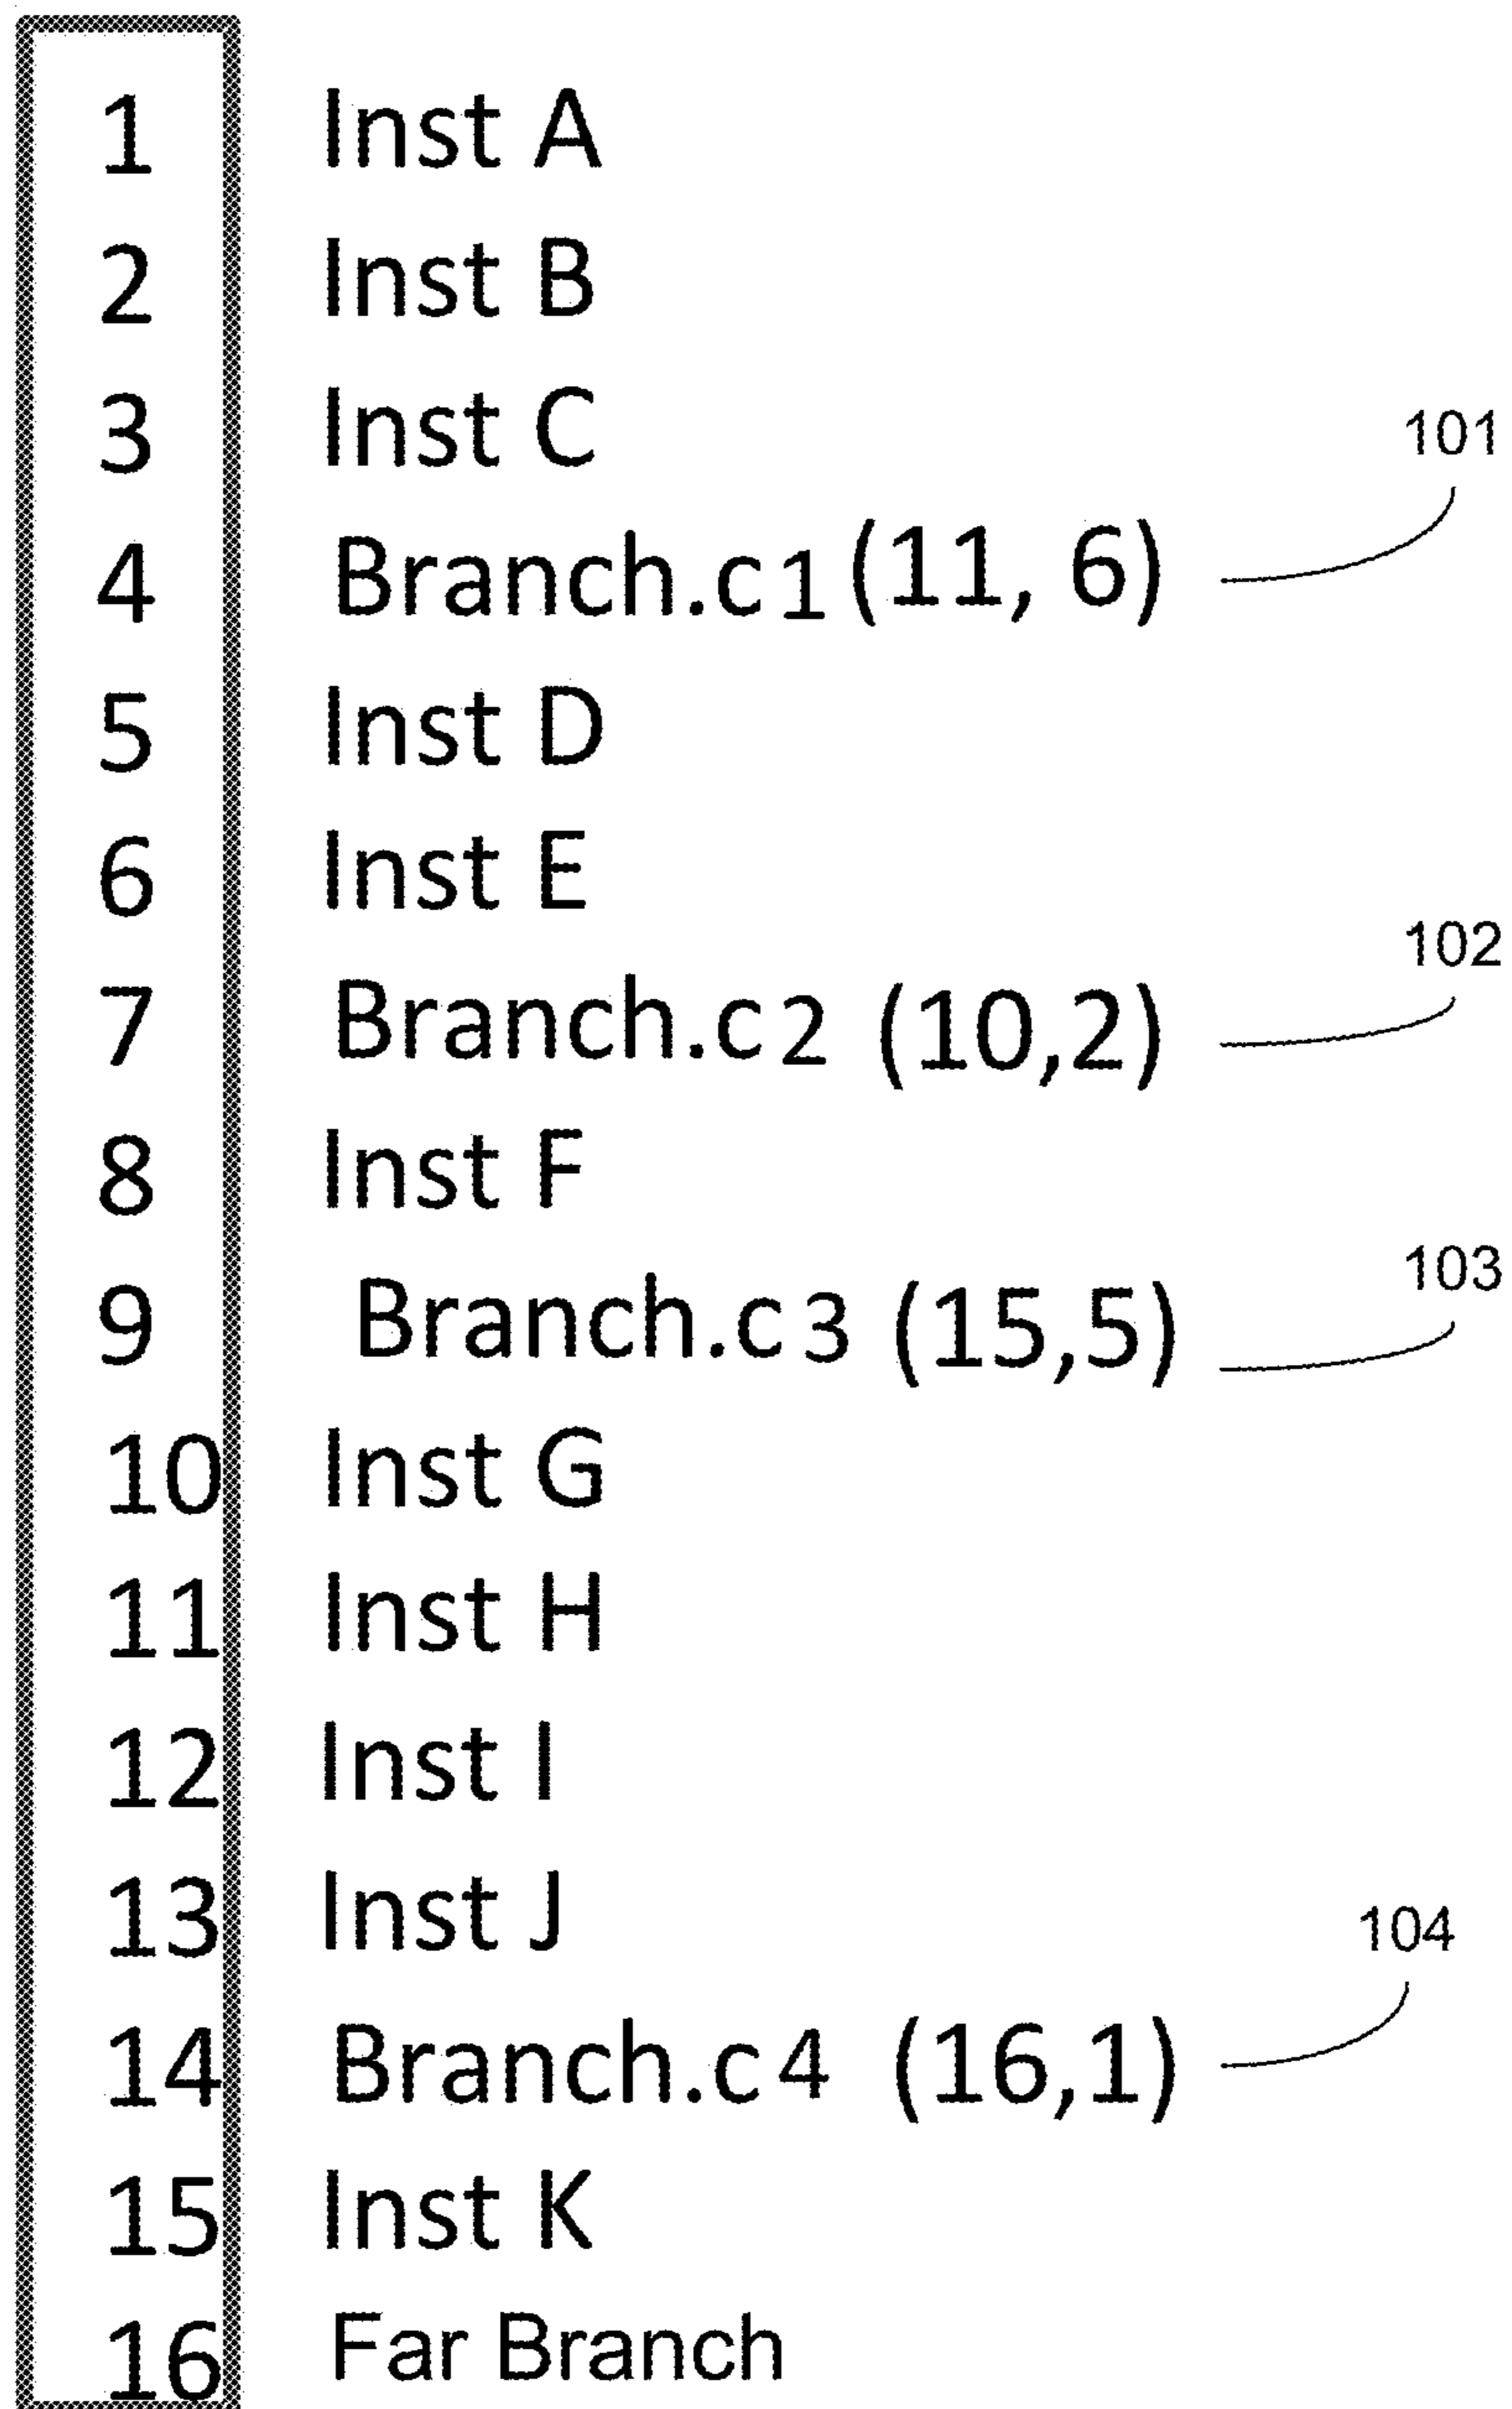 1 Inst A
2 Inst B
3 Inst C
101
4 Branch.c1 (11, 6)
5 Inst D
6 Inst E
102
7 Branch.c2 (10,2)
8 Inst F
103
9 Branch.c3 (15,5)
10 Inst G
11 Inst H
12 Inst I
13 Inst J
104
14 Branch.c4 (16,1)
15 Inst K
16 Far Branch